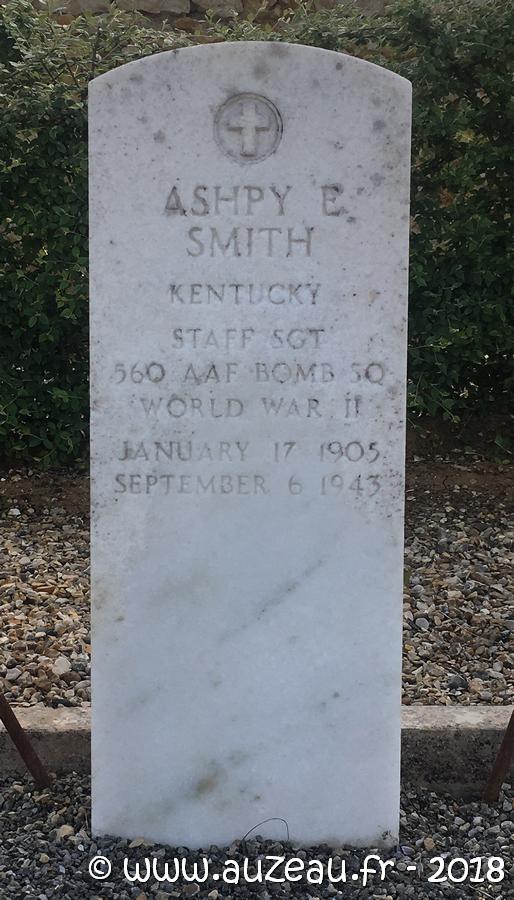 ASHPY E
SMITH
KENTUCKY
STAFF SGT
560 AAF BOMB SQ
WORLD WAR II
JANUARY 17 1905
SEPTEMBER 6 1943
© www.auzeau.fr - 2018